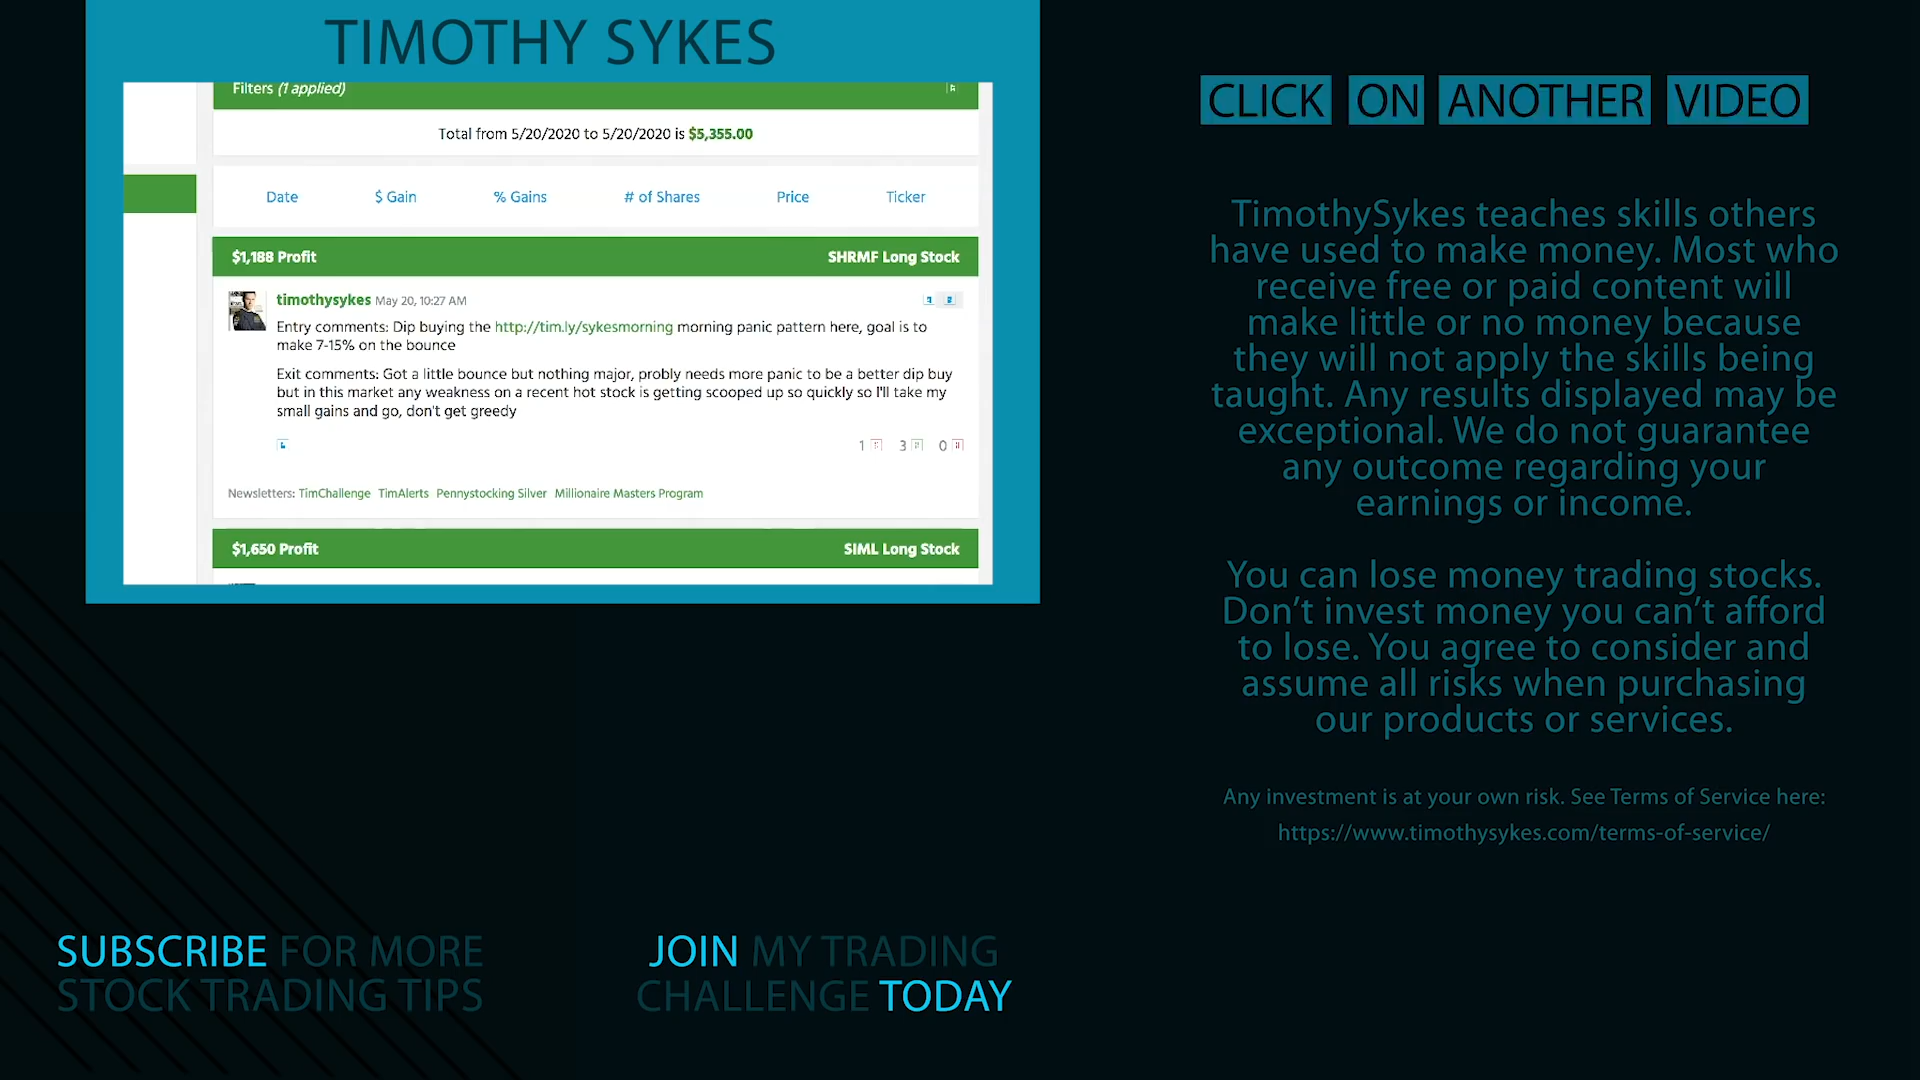 TIMOTHY SYKES
Filters (1 applied)
Total from 5/20/2020 to 5/20/2020 is $5,355.00
Date $ Gain % Gains # of Shares Price Ticker
$1,188 Profit SHRMF Long Stock
timothysykes May 20, 10:27 AM
Entry comments: Dip buying the http://tim.ly/sykesmorning morning panic pattern here, goal is to
make 7-15% on the bounce
Exit comments: Got a little bounce but nothing major, probly needs more panic to be a better dip buy
but in this market any weakness on a recent hot stock is getting scooped up so quickly so I'll take my
small gains and go, don't get greedy
1 3 0
Newsletters: TimChallenge TimAlerts Pennystocking Silver Millionaire Masters Program
$1,650 Profit SIML Long Stock
CLICK ON ANOTHER VIDEO
TimothySykes teaches skills others
have used to make money. Most who
receive free or paid content will
make little or no money because
they will not apply the skills being
taught. Any results displayed may be
exceptional. We do not guarantee
any outcome regarding your
earnings or income.
You can lose money trading stocks.
Don’t invest money you can’t afford
to lose. You agree to consider and
assume all risks when purchasing
our products or services.
Any investment is at your own risk. See Terms of Service here:
https://www.timothysykes.com/terms-of-service/
SUBSCRIBE FOR MORE
STOCK TRADING TIPS
JOIN MY TRADING
CHALLENGE TODAY